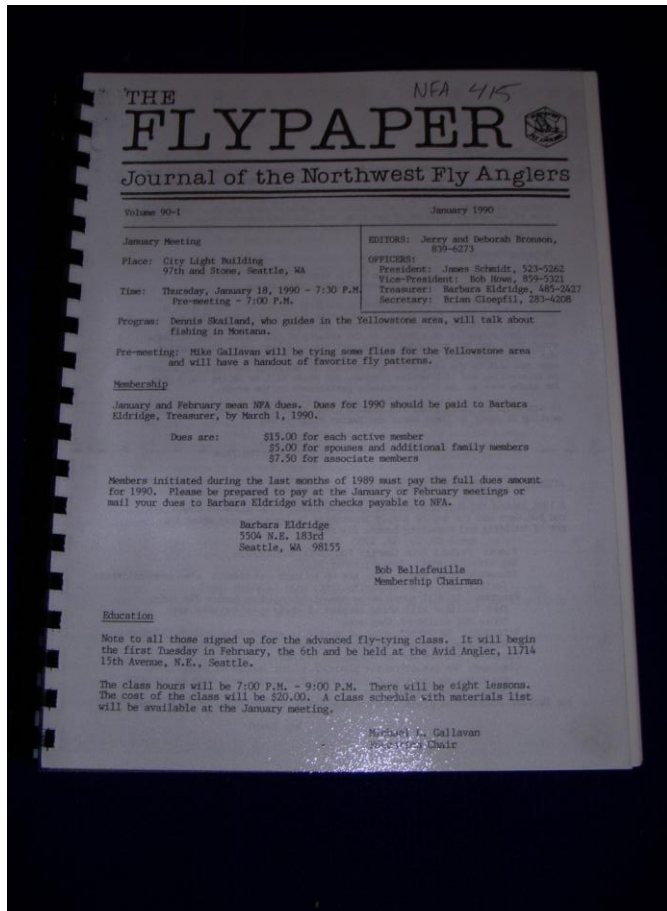 NFA 415
THE
FLYPAPER
Journal of the Northwest Fly Anglers
Volume 90-1
January 1990
January Meeting
Place: City Light Building
97th and Stone, Seattle, WA
Time: Thursday, January 18, 1990 - 7:30 P.M.
Pre-meeting - 7:00 P.M.
EDITORS: Jerry and Deborah Bronson,
839-6273
OFFICERS:
President: James Schmidt, 523-5262
Vice-President: Bob Howe, 859-5321
Treasurer: Barbara Eldridge, 485-2427
Secretary: Brian Cloepfil, 283-4208
Program: Dennis Skailand, who guides in the Yellowstone area, will talk about
fishing in Montana.
Pre-meeting: Mike Gallavan will be tying some flies for the Yellowstone area
and will have a handout of favorite fly patterns.
Membership
January and February mean NFA dues. Dues for 1990 should be paid to Barbara
Eldridge, Treasurer, by March 1, 1990.
Dues are: $15.00 for each active member
$5.00 for spouses and additional family members
$7.50 for associate members
Members initiated during the last months of 1989 must pay the full dues amount
for 1990. Please be prepared to pay at the January or February meetings or
mail your dues to Barbara Eldridge with checks payable to NFA.
Barbara Eldridge
5504 N.E. 183rd
Seattle, WA 98155
Bob Bellefeuille
Membership Chairman
Education
Note to all those signed up for the advanced fly-tying class. It will begin
the first Tuesday in February, the 6th and be held at the Avid Angler, 11714
15th Avenue, N.E., Seattle.
The class hours will be 7:00 P.M. - 9:00 P.M. There will be eight lessons.
The cost of the class will be $20.00. A class schedule with materials list
will be available at the January meeting.
Michael C. Gallavan
Education Chair